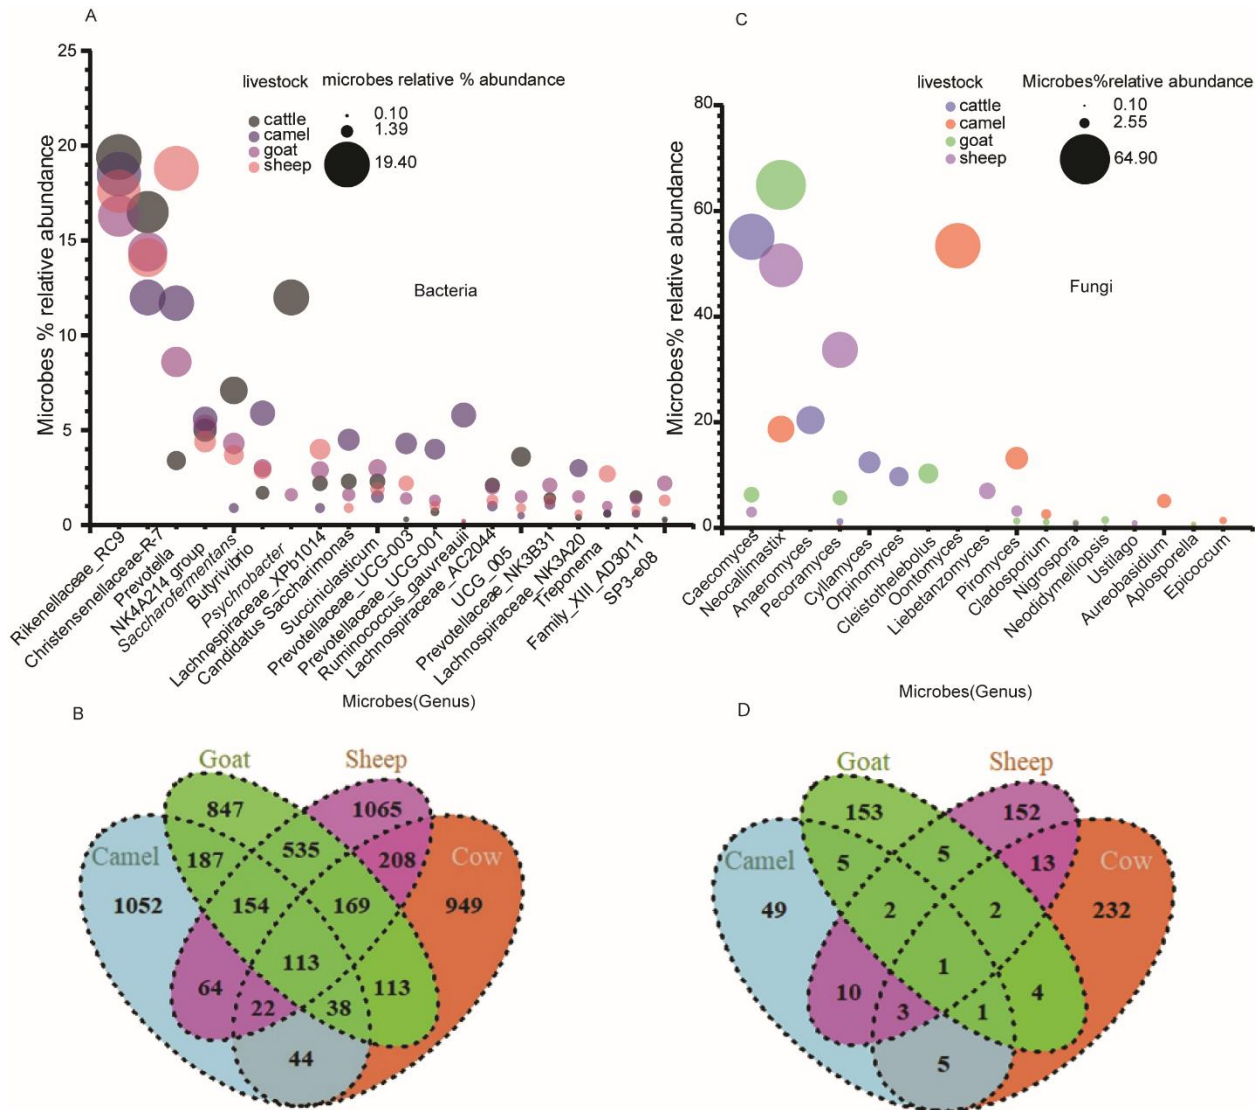 A
25
20
15
10
5
0
Microbes % relative abundance
livestock
cattle
camel
goat
sheep
microbes relative % abundance
0.10
1.39
19.40
Bacteria
Rikenellaceae_RC9
Christensenellaceae-R-7
Prevotella
NK4A214 group
Saccharofermentans
Butyrivibrio
Psychrobacter
Lachnospiraceae_XPb1014
Candidatus Saccharimonas
Succiniclasticum
Prevotellaceae_UCG-003
Prevotellaceae_UCG-001
Ruminococcus_gauvreauii
Lachnospiraceae_AC2044
UCG_005
Prevotellaceae_NK3B31
Lachnospiraceae_NK3A20
Treponema
Family_XIII_AD3011
SP3-e08
Microbes(Genus)
C
80
60
40
20
0
Microbes% relative abundance
livestock
cattle
camel
goat
sheep
Microbes%relative abundance
0.10
2.55
64.90
Fungi
Caecomyces
Neocallimastix
Anaeromyces
Pecoramyces
Cyllamyces
Orpinomyces
Cleistothelebolus
Oontomyces
Liebetanzomyces
Piromyces
Cladosporium
Nigrospora
Neodidymelliopsis
Ustilago
Aureobasidium
Aplosporella
Epicoccum
Microbes(Genus)
B
Goat
Sheep
Camel
Cow
847
1065
187
535
208
1052
154
169
949
113
64
22
38
113
44
D
Goat
Sheep
Camel
Cow
153
152
5
5
13
49
2
2
232
1
10
3
1
4
5